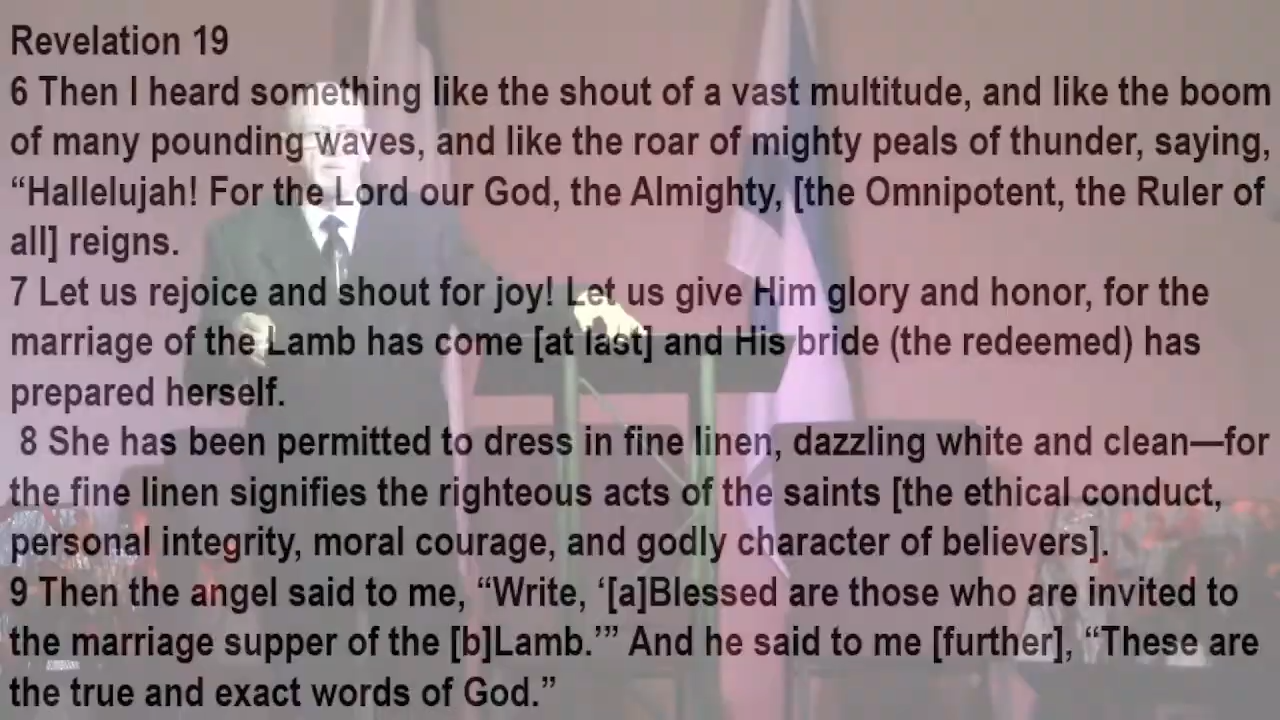 Revelation 19
6 Then I heard something like the shout of a vast multitude, and like the boom
of many pounding waves, and like the roar of mighty peals of thunder, saying,
“Hallelujah! For the Lord our God, the Almighty, [the Omnipotent, the Ruler of
all] reigns.
7 Let us rejoice and shout for joy! Let us give Him glory and honor, for the
marriage of the Lamb has come [at last] and His bride (the redeemed) has
prepared herself.
8 She has been permitted to dress in fine linen, dazzling white and clean—for
the fine linen signifies the righteous acts of the saints [the ethical conduct,
personal integrity, moral courage, and godly character of believers].
9 Then the angel said to me, “Write, ‘[a]Blessed are those who are invited to
the marriage supper of the [b]Lamb.’” And he said to me [further], “These are
the true and exact words of God.”